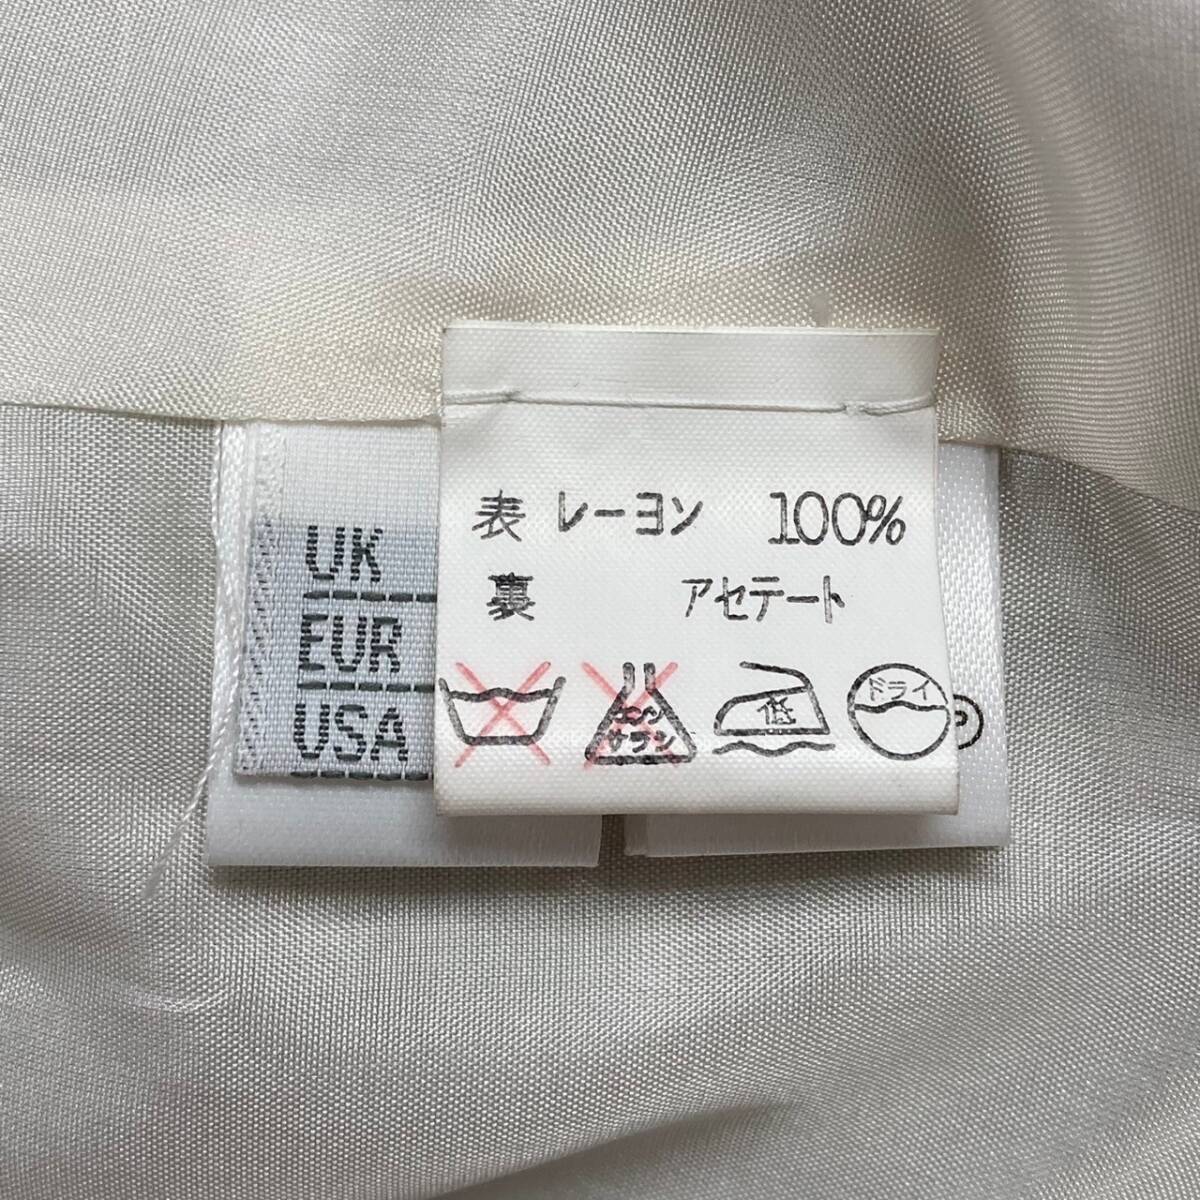 表 レーヨン 100%
裏 アセテート
エンソサラシ
低
ドライ
UK
EUR
USA